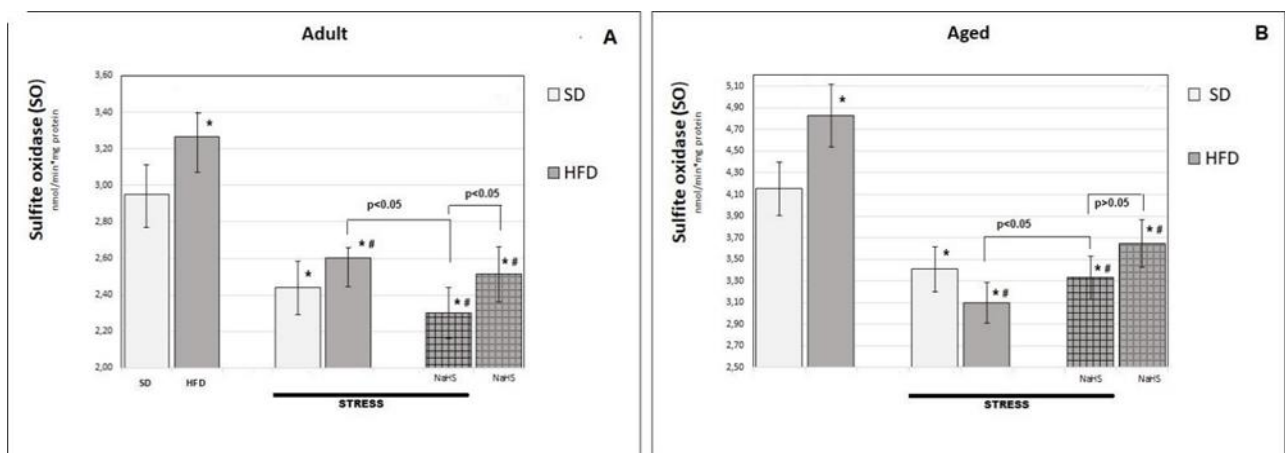 Adult
A
Sulfite oxidase (SO)
nmol/min*mg protein
3,60
3,40
3,20
3,00
2,80
2,60
2,40
2,20
2,00
*
*
* #
p<0.05
p<0.05
* #
* #
SD
HFD
NaHS
NaHS
STRESS
SD
HFD
Aged
B
Sulfite oxidase (SO)
nmol/min*mg protein
5,10
4,90
4,70
4,50
4,30
4,10
3,90
3,70
3,50
3,30
3,10
2,90
2,70
2,50
*
*
* #
p<0.05
p>0.05
* #
* #
NaHS
NaHS
STRESS
SD
HFD